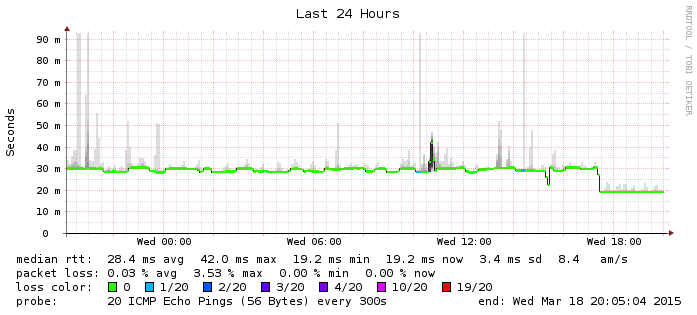 Last 24 Hours
RRDTOOL / TOBI OETIKER
Seconds
90 m
80 m
70 m
60 m
50 m
40 m
30 m
20 m
10 m
0
Wed 00:00 Wed 06:00 Wed 12:00 Wed 18:00
median rtt: 28.4 ms avg 42.0 ms max 19.2 ms min 19.2 ms now 3.4 ms sd 8.4 am/s
packet loss: 0.03 % avg 3.53 % max 0.00 % min 0.00 % now
loss color: 0 1/20 2/20 3/20 4/20 10/20 19/20
probe: 20 ICMP Echo Pings (56 Bytes) every 300s end: Wed Mar 18 20:05:04 2015